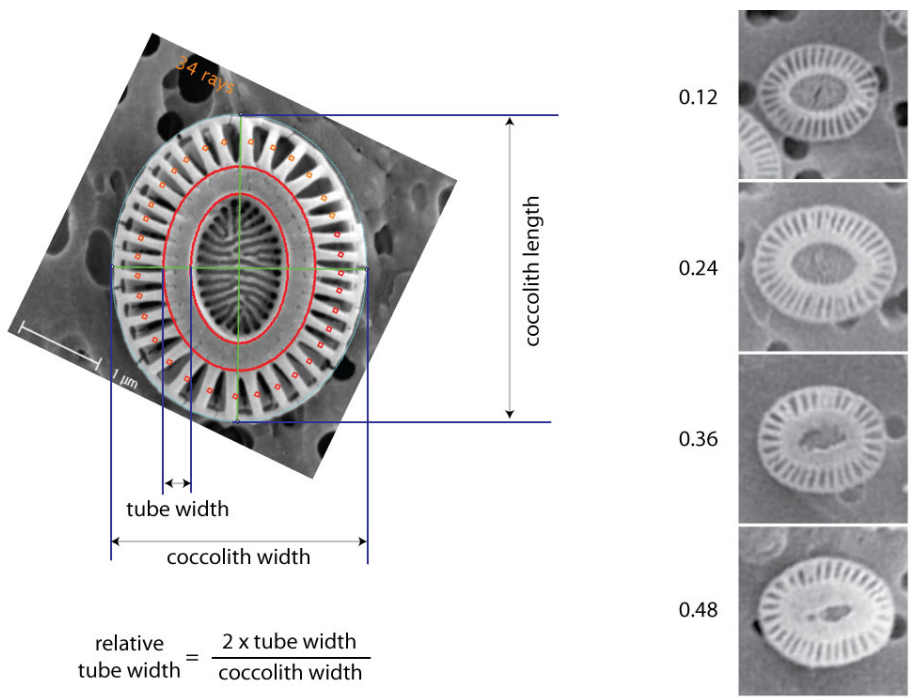 34 rays
1 µm
coccolith length
tube width
coccolith width
relative tube width = 2 x tube width / coccolith width
0.12
0.24
0.36
0.48